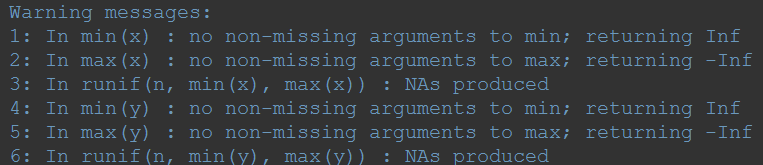 Warning messages:
1: In min(x) : no non-missing arguments to min; returning Inf
2: In max(x) : no non-missing arguments to max; returning -Inf
3: In runif(n, min(x), max(x)) : NAs produced
4: In min(y) : no non-missing arguments to min; returning Inf
5: In max(y) : no non-missing arguments to max; returning -Inf
6: In runif(n, min(y), max(y)) : NAs produced